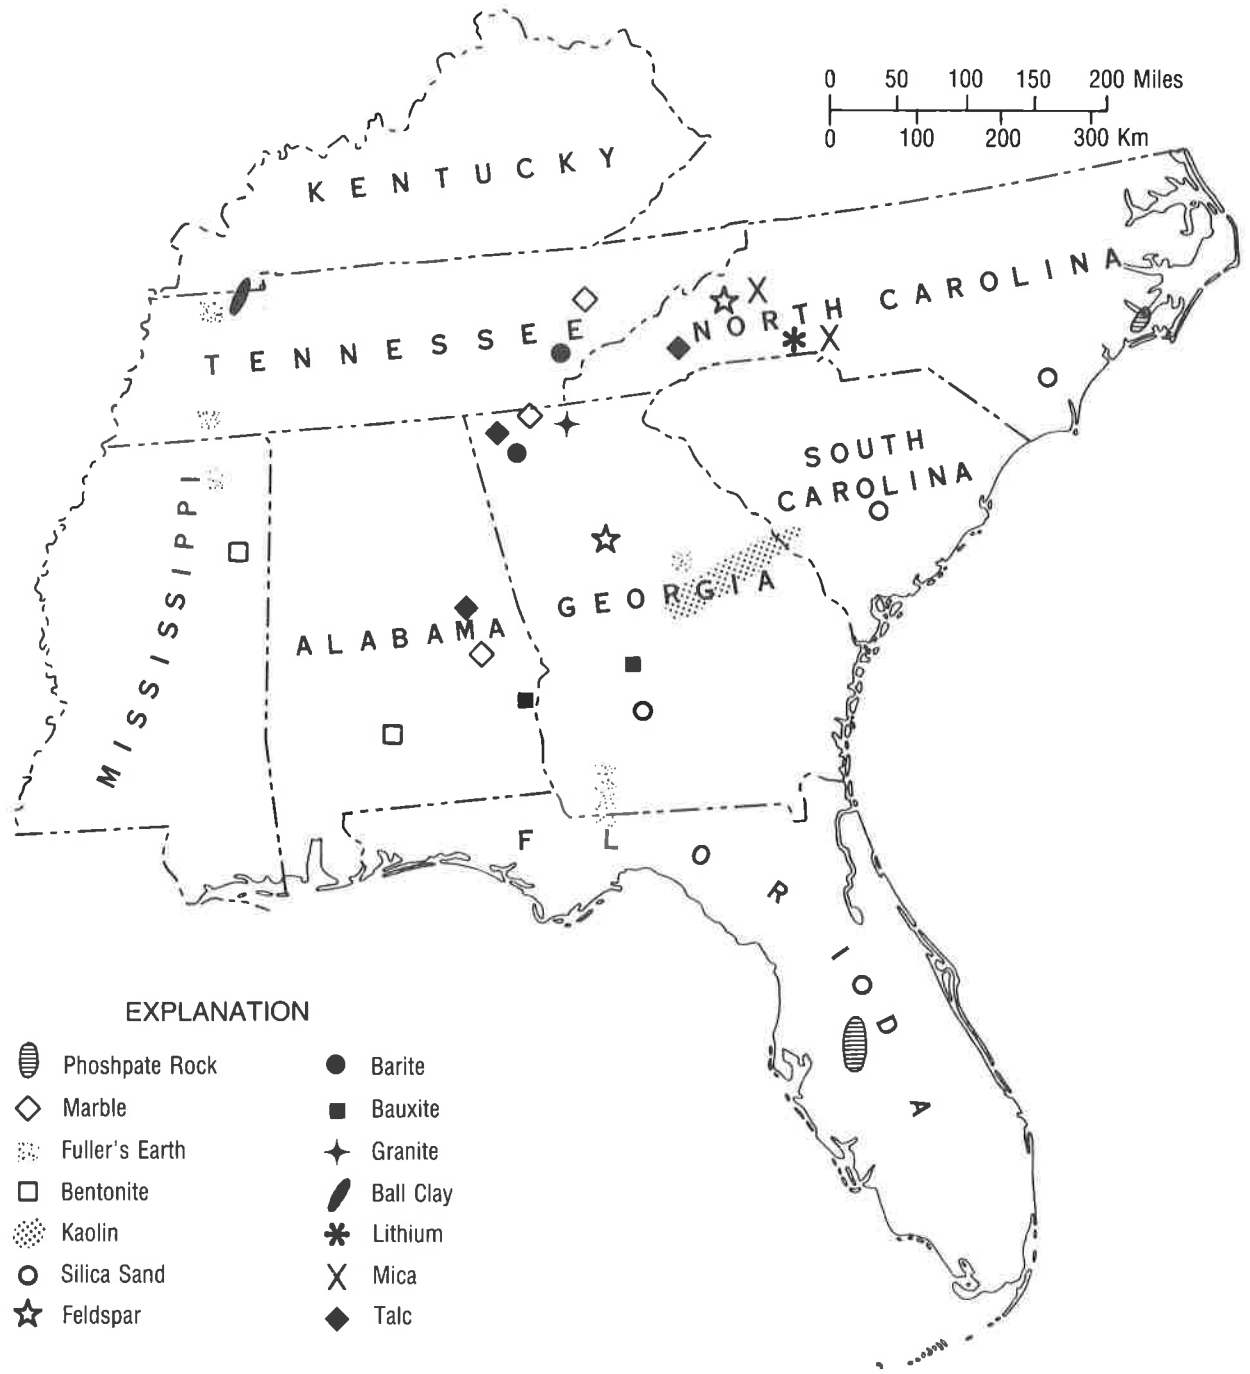 0 50 100 150 200 Miles
0 100 200 300 Km
KENTUCKY
TENNESSEE
NORTH CAROLINA
SOUTH
CAROLINA
MISSISSIPPI
ALABAMA
GEORGIA
FLORIDA
EXPLANATION
Phoshpate Rock
Marble
Fuller's Earth
Bentonite
Kaolin
Silica Sand
Feldspar
Barite
Bauxite
Granite
Ball Clay
Lithium
Mica
Talc